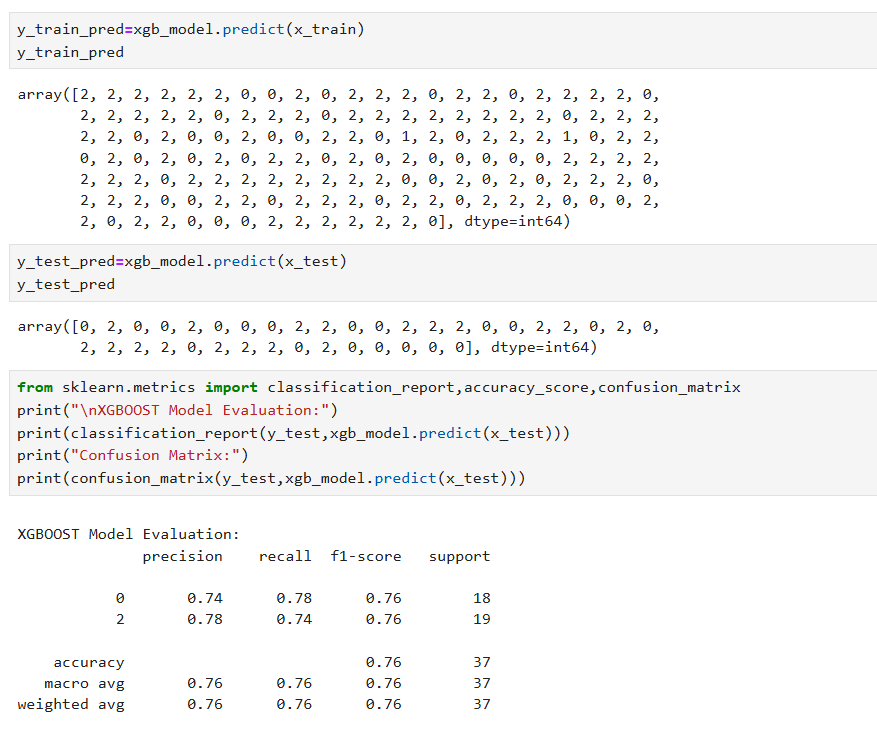 y_train_pred=xgb_model.predict(x_train)
y_train_pred
array([2, 2, 2, 2, 2, 2, 0, 0, 2, 0, 2, 2, 2, 0, 2, 2, 0, 2, 2, 2, 2, 0,
2, 2, 2, 2, 2, 0, 2, 2, 2, 0, 2, 2, 2, 2, 2, 2, 2, 2, 0, 2, 2, 2,
2, 2, 0, 2, 0, 0, 2, 0, 0, 2, 2, 0, 1, 2, 0, 2, 2, 2, 1, 0, 2, 2,
0, 2, 0, 2, 0, 2, 0, 2, 2, 0, 2, 0, 2, 0, 0, 0, 0, 0, 2, 2, 2, 2,
2, 2, 2, 0, 2, 2, 2, 2, 2, 2, 2, 2, 0, 0, 2, 0, 2, 0, 2, 2, 2, 0,
2, 2, 2, 0, 0, 2, 2, 0, 2, 2, 2, 0, 2, 2, 0, 2, 2, 2, 0, 0, 0, 2,
2, 0, 2, 2, 0, 0, 0, 2, 2, 2, 2, 2, 2, 0], dtype=int64)
y_test_pred=xgb_model.predict(x_test)
y_test_pred
array([0, 2, 0, 0, 2, 0, 0, 0, 2, 2, 0, 0, 2, 2, 2, 0, 0, 2, 2, 0, 2, 0,
2, 2, 2, 2, 0, 2, 2, 2, 0, 2, 0, 0, 0, 0, 0], dtype=int64)
from sklearn.metrics import classification_report,accuracy_score,confusion_matrix
print("\nXGBOOST Model Evaluation:")
print(classification_report(y_test,xgb_model.predict(x_test)))
print("Confusion Matrix:")
print(confusion_matrix(y_test,xgb_model.predict(x_test)))
XGBOOST Model Evaluation:
precision recall f1-score support
0 0.74 0.78 0.76 18
2 0.78 0.74 0.76 19
accuracy 0.76 37
macro avg 0.76 0.76 0.76 37
weighted avg 0.76 0.76 0.76 37